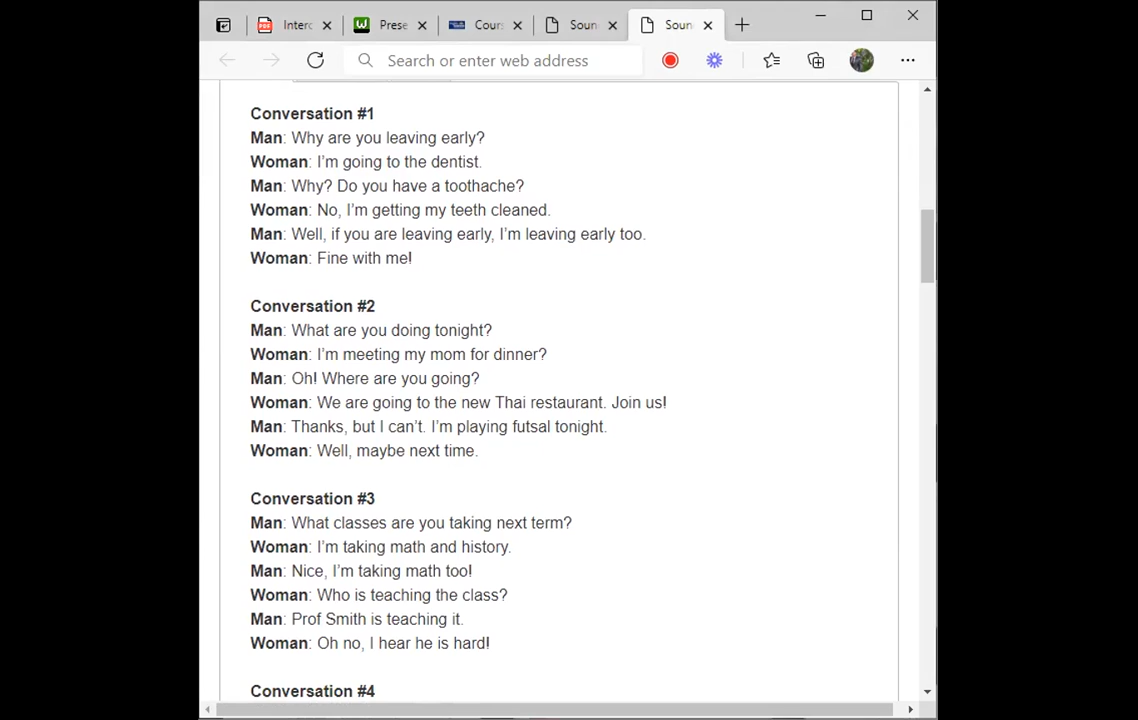 Interc
Prese
Cours
Soun
Soun
Search or enter web address
Conversation #1
Man: Why are you leaving early?
Woman: I’m going to the dentist.
Man: Why? Do you have a toothache?
Woman: No, I’m getting my teeth cleaned.
Man: Well, if you are leaving early, I’m leaving early too.
Woman: Fine with me!
Conversation #2
Man: What are you doing tonight?
Woman: I’m meeting my mom for dinner?
Man: Oh! Where are you going?
Woman: We are going to the new Thai restaurant. Join us!
Man: Thanks, but I can’t. I’m playing futsal tonight.
Woman: Well, maybe next time.
Conversation #3
Man: What classes are you taking next term?
Woman: I’m taking math and history.
Man: Nice, I’m taking math too!
Woman: Who is teaching the class?
Man: Prof Smith is teaching it.
Woman: Oh no, I hear he is hard!
Conversation #4